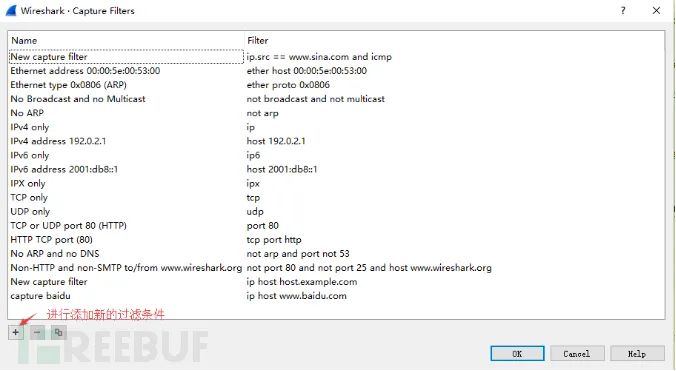 Wireshark · Capture Filters
Name Filter
New capture filter ip.src == www.sina.com and icmp
Ethernet address 00:00:5e:00:53:00 ether host 00:00:5e:00:53:00
Ethernet type 0x0806 (ARP) ether proto 0x0806
No Broadcast and no Multicast not broadcast and not multicast
No ARP not arp
IPv4 only ip
IPv4 address 192.0.2.1 host 192.0.2.1
IPv6 only ip6
IPv6 address 2001:db8::1 host 2001:db8::1
IPX only ipx
TCP only tcp
UDP only udp
TCP or UDP port 80 (HTTP) port 80
HTTP TCP port (80) tcp port http
No ARP and no DNS not arp and port not 53
Non-HTTP and non-SMTP to/from www.wireshark.org not port 80 and not port 25 and host www.wireshark.org
New capture filter ip host host.example.com
capture baidu ip host www.baidu.com
进行添加新的过滤条件
REEBUF
OK Cancel Help